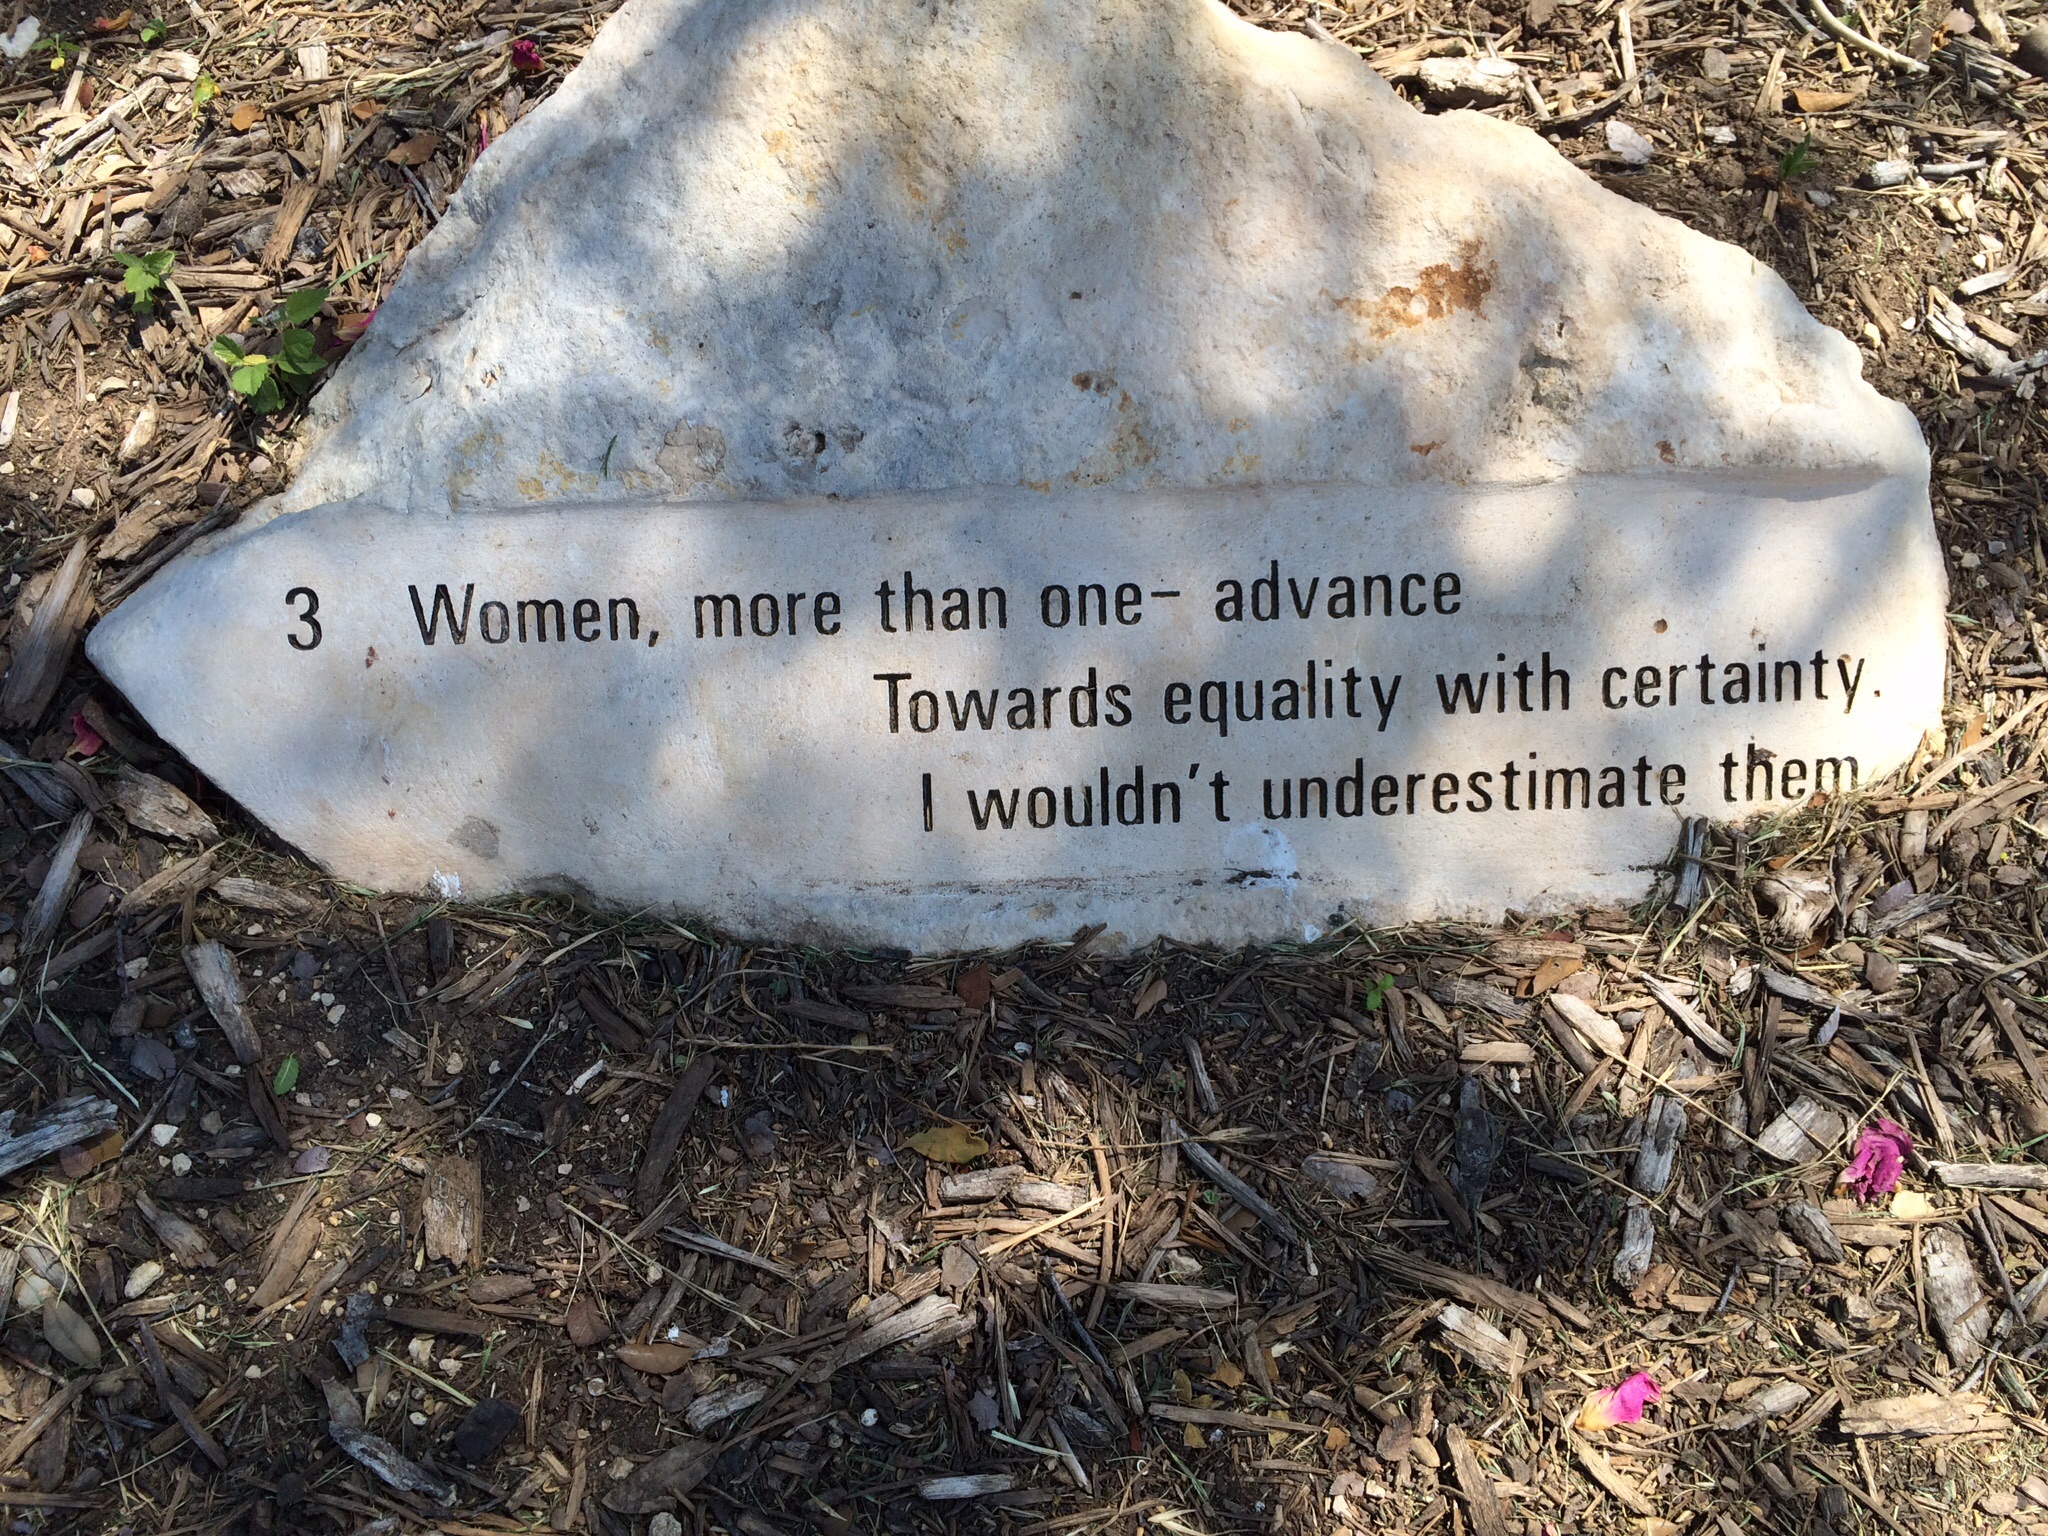 3 Women, more than one- advance
Towards equality with certainty.
I wouldn't underestimate them